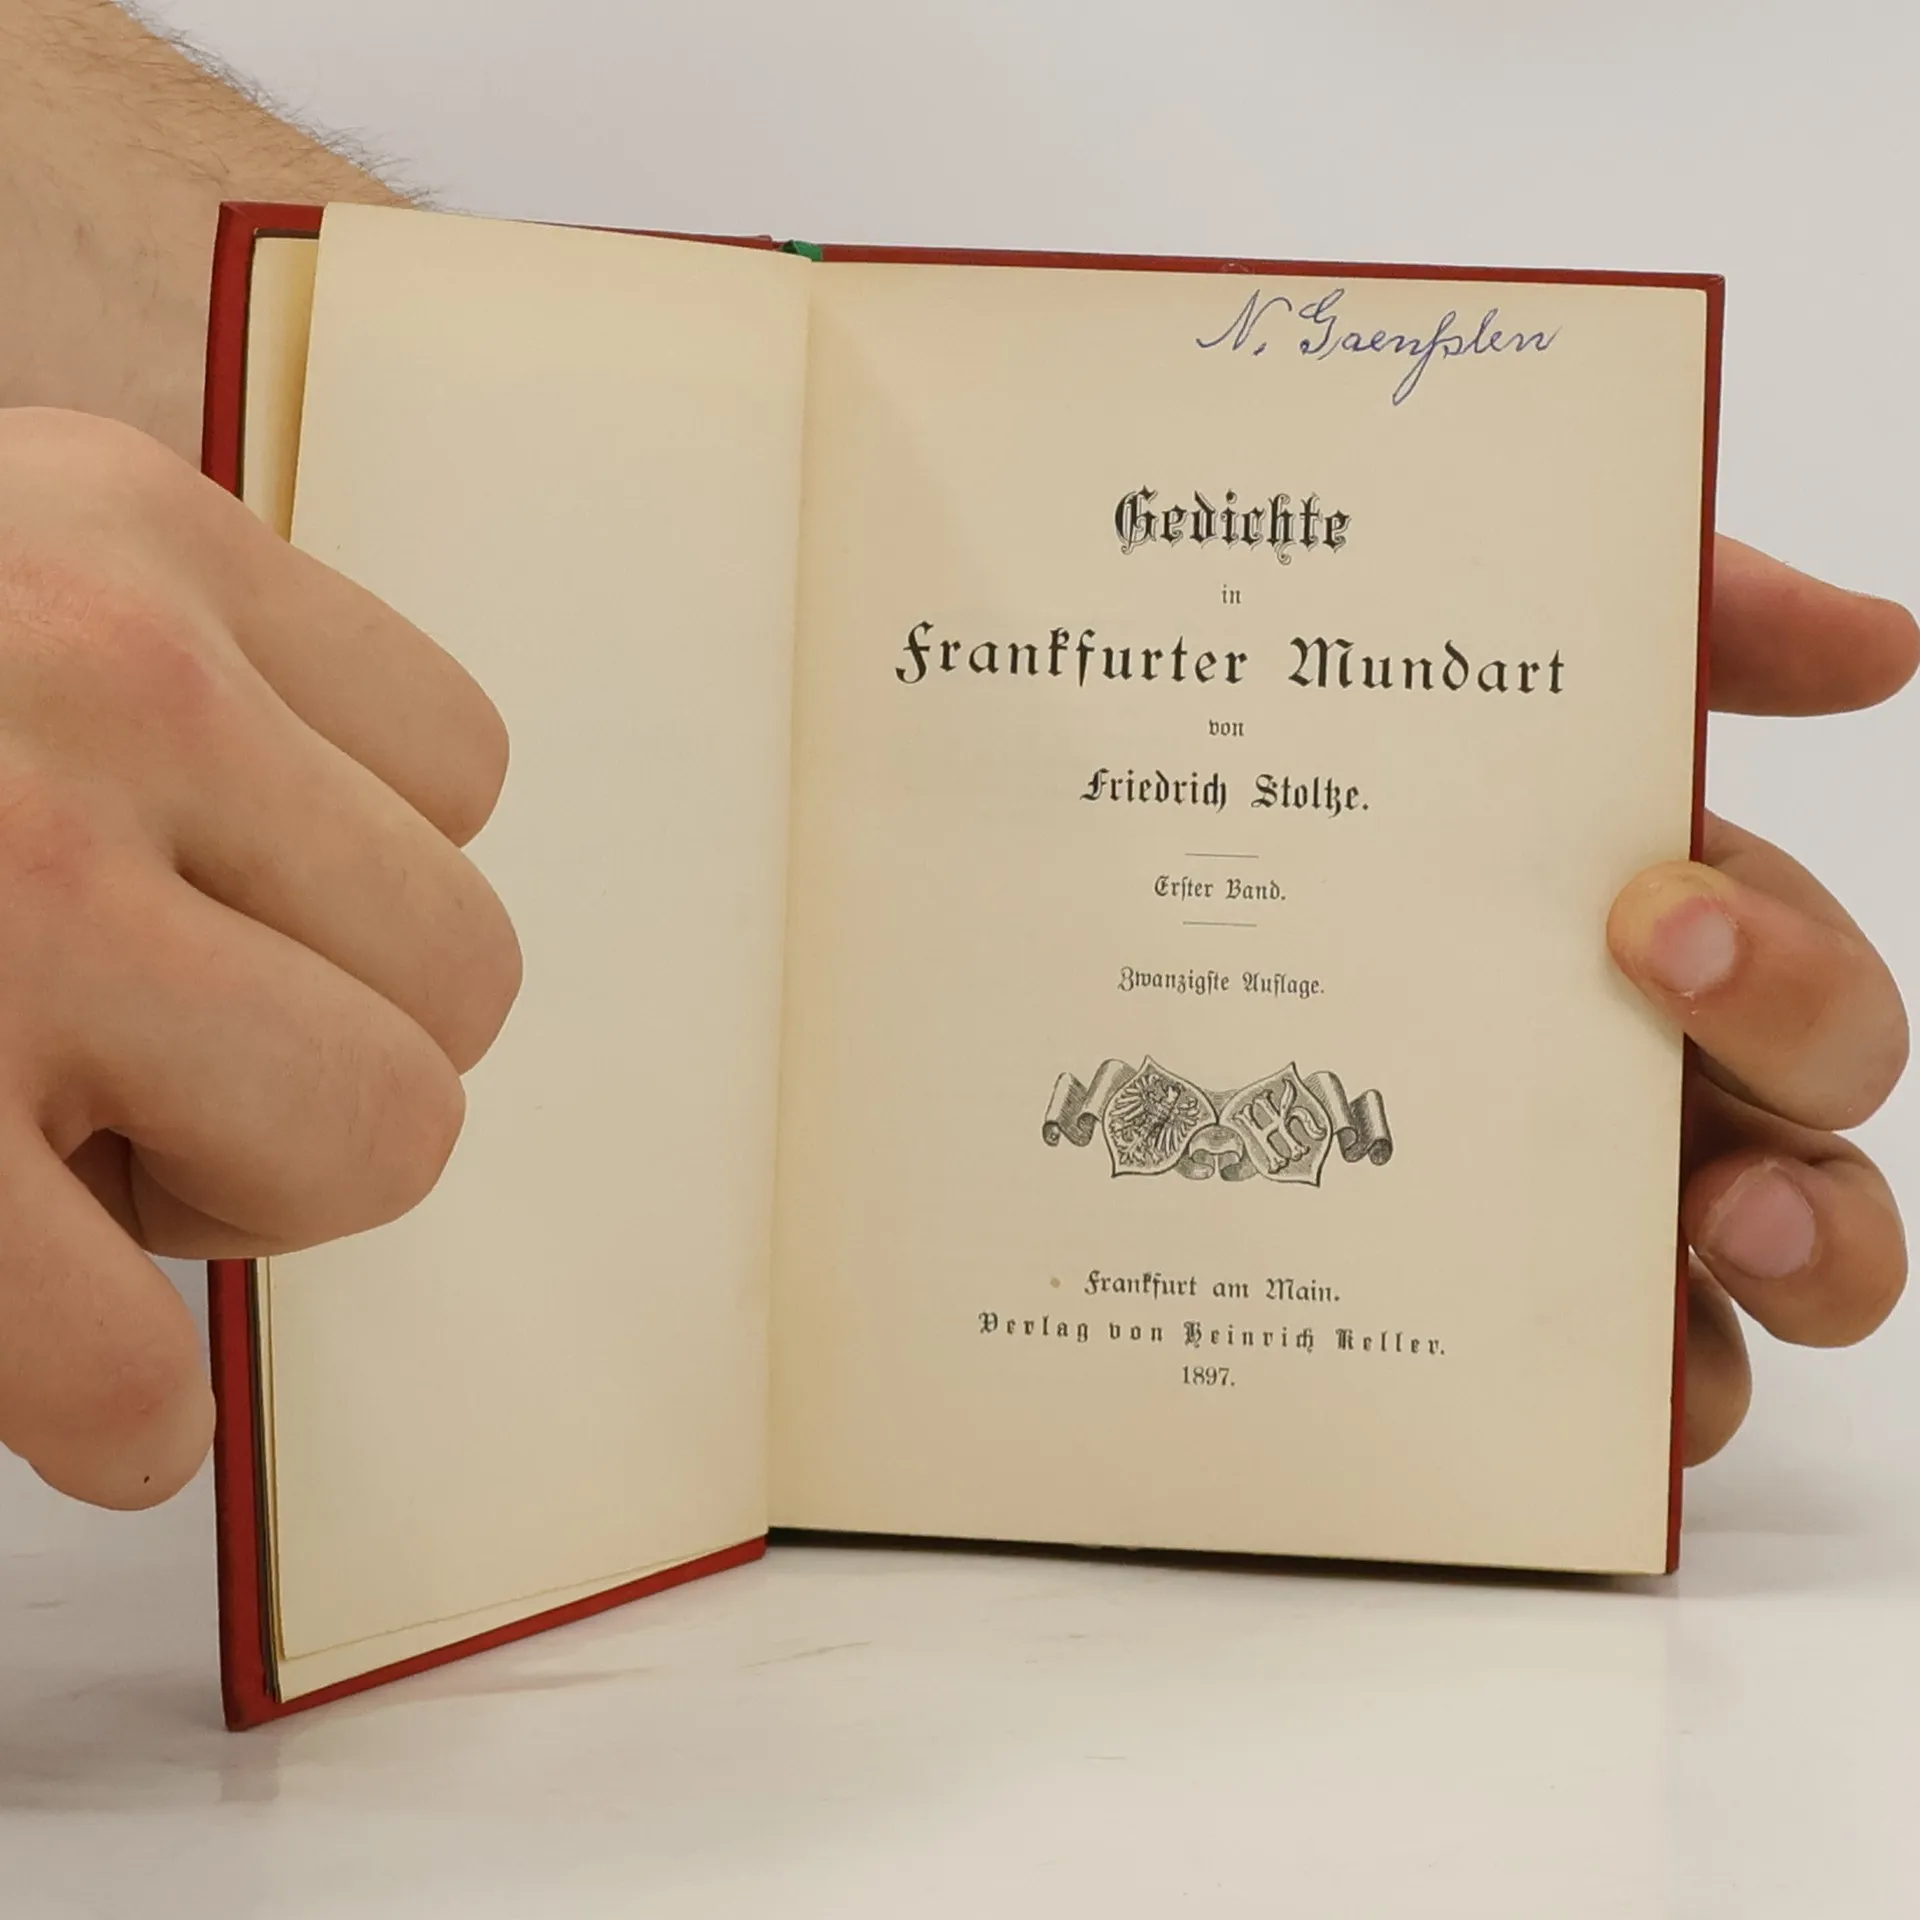 N. Gaenßlen
Gedichte
in
Frankfurter Mundart
von
Friedrich Stoltze.
Erſter Band.
Zwanzigſte Auflage.
HK
Frankfurt am Main.
Verlag von Heinrich Keller.
1897.